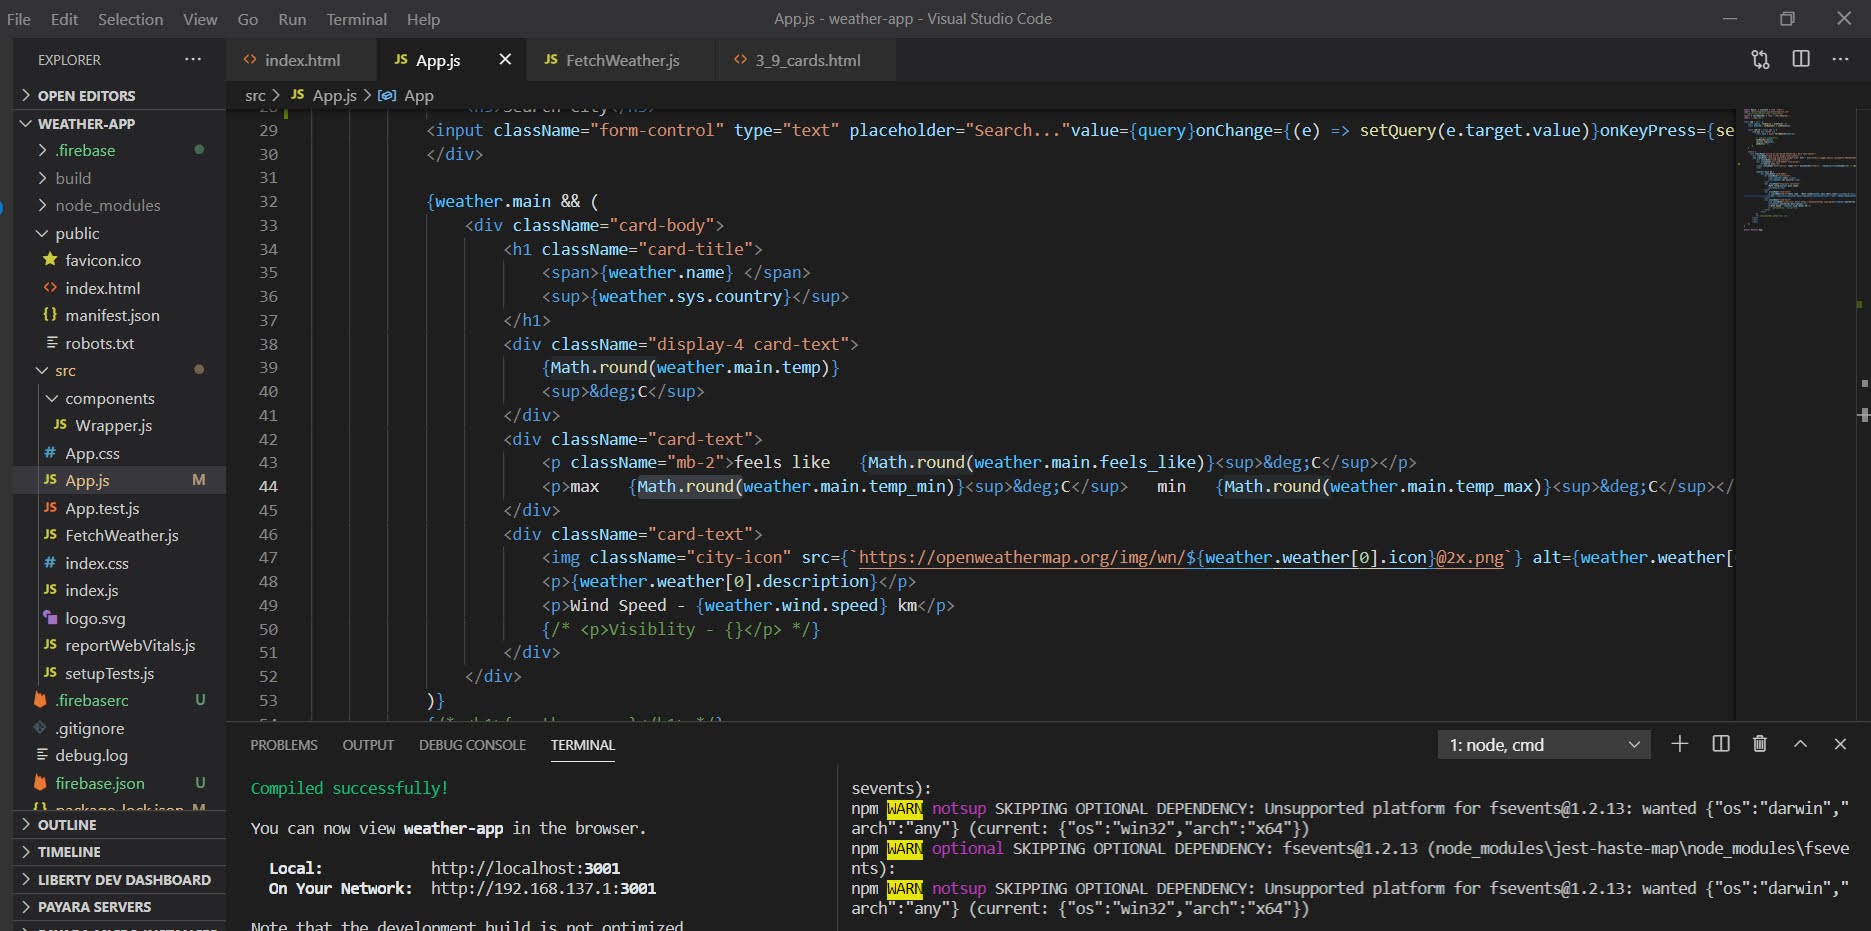 File Edit Selection View Go Run Terminal Help App.js - weather-app - Visual Studio Code
EXPLORER ···
OPEN EDITORS
WEATHER-APP
.firebase
build
node_modules
public
favicon.ico
<> index.html
{} manifest.json
robots.txt
src
components
JS Wrapper.js
# App.css
JS App.js M
JS App.test.js
JS FetchWeather.js
# index.css
JS index.js
logo.svg
JS reportWebVitals.js
JS setupTests.js
.firebaserc U
.gitignore
debug.log
firebase.json U
{} package-lock.json M
OUTLINE
TIMELINE
LIBERTY DEV DASHBOARD
PAYARA SERVERS
<> index.html JS App.js JS FetchWeather.js <> 3_9_cards.html
src > JS App.js > App
29 <input className="form-control" type="text" placeholder="Search..."value={query}onChange={(e) => setQuery(e.target.value)}onKeyPress={se
30 </div>
31
32 {weather.main && (
33 <div className="card-body">
34 <h1 className="card-title">
35 <span>{weather.name} </span>
36 <sup>{weather.sys.country}</sup>
37 </h1>
38 <div className="display-4 card-text">
39 {Math.round(weather.main.temp)}
40 <sup>&deg;C</sup>
41 </div>
42 <div className="card-text">
43 <p className="mb-2">feels like {Math.round(weather.main.feels_like)}<sup>&deg;C</sup></p>
44 <p>max {Math.round(weather.main.temp_min)}<sup>&deg;C</sup> min {Math.round(weather.main.temp_max)}<sup>&deg;C</sup></
45 </div>
46 <div className="card-text">
47 <img className="city-icon" src={`https://openweathermap.org/img/wn/${weather.weather[0].icon}@2x.png`} alt={weather.weather[
48 <p>{weather.weather[0].description}</p>
49 <p>Wind Speed - {weather.wind.speed} km</p>
50 {/* <p>Visiblity - {}</p> */}
51 </div>
52 </div>
53 )}
PROBLEMS OUTPUT DEBUG CONSOLE TERMINAL 1: node, cmd
Compiled successfully!
You can now view weather-app in the browser.
Local: http://localhost:3001
On Your Network: http://192.168.137.1:3001
Note that the development build is not optimized
sevents):
npm WARN notsup SKIPPING OPTIONAL DEPENDENCY: Unsupported platform for fsevents@1.2.13: wanted {"os":"darwin","
arch":"any"} (current: {"os":"win32","arch":"x64"})
npm WARN optional SKIPPING OPTIONAL DEPENDENCY: fsevents@1.2.13 (node_modules\jest-haste-map\node_modules\fseve
nts):
npm WARN notsup SKIPPING OPTIONAL DEPENDENCY: Unsupported platform for fsevents@1.2.13: wanted {"os":"darwin","
arch":"any"} (current: {"os":"win32","arch":"x64"})